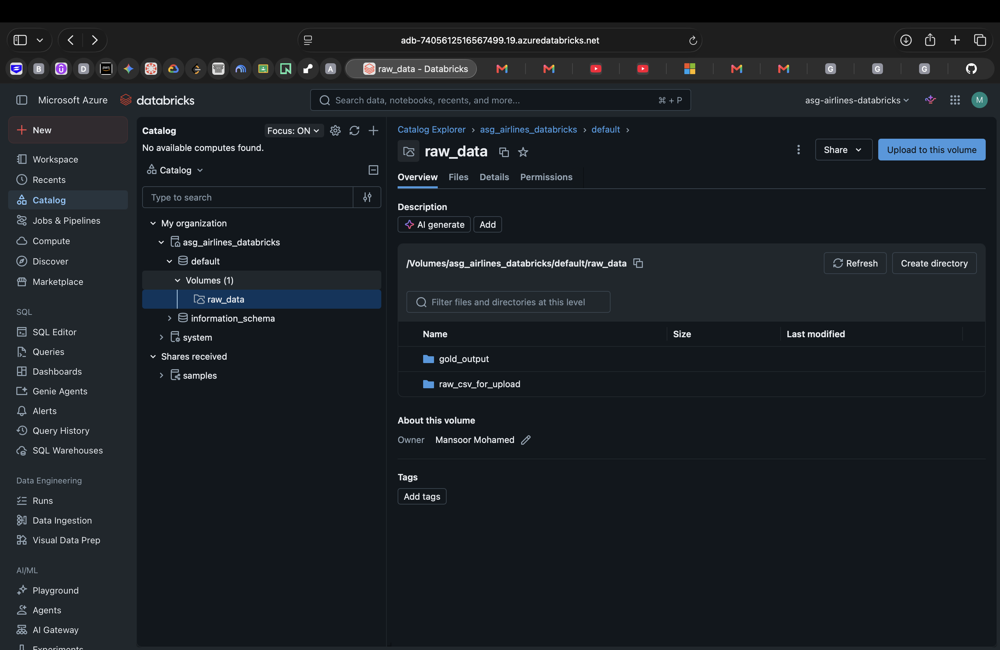 adb-7405612516567499.19.azuredatabricks.net
B
D
aws
A
raw_data - Databricks
G
G
G
Microsoft Azure
databricks
Search data, notebooks, recents, and more...
⌘ + P
asg-airlines-databricks
M
New
Workspace
Recents
Catalog
Jobs & Pipelines
Compute
Discover
Marketplace
SQL
SQL Editor
Queries
Dashboards
Genie Agents
Alerts
Query History
SQL Warehouses
Data Engineering
Runs
Data Ingestion
Visual Data Prep
AI/ML
Playground
Agents
AI Gateway
Experiments
Catalog
Focus: ON
No available computes found.
Catalog
Type to search
My organization
asg_airlines_databricks
default
Volumes (1)
raw_data
information_schema
system
Shares received
samples
Catalog Explorer › asg_airlines_databricks › default ›
raw_data
Share
Upload to this volume
Overview
Files
Details
Permissions
Description
AI generate
Add
/Volumes/asg_airlines_databricks/default/raw_data
Refresh
Create directory
Filter files and directories at this level
Name
Size
Last modified
gold_output
raw_csv_for_upload
About this volume
Owner
Mansoor Mohamed
Tags
Add tags